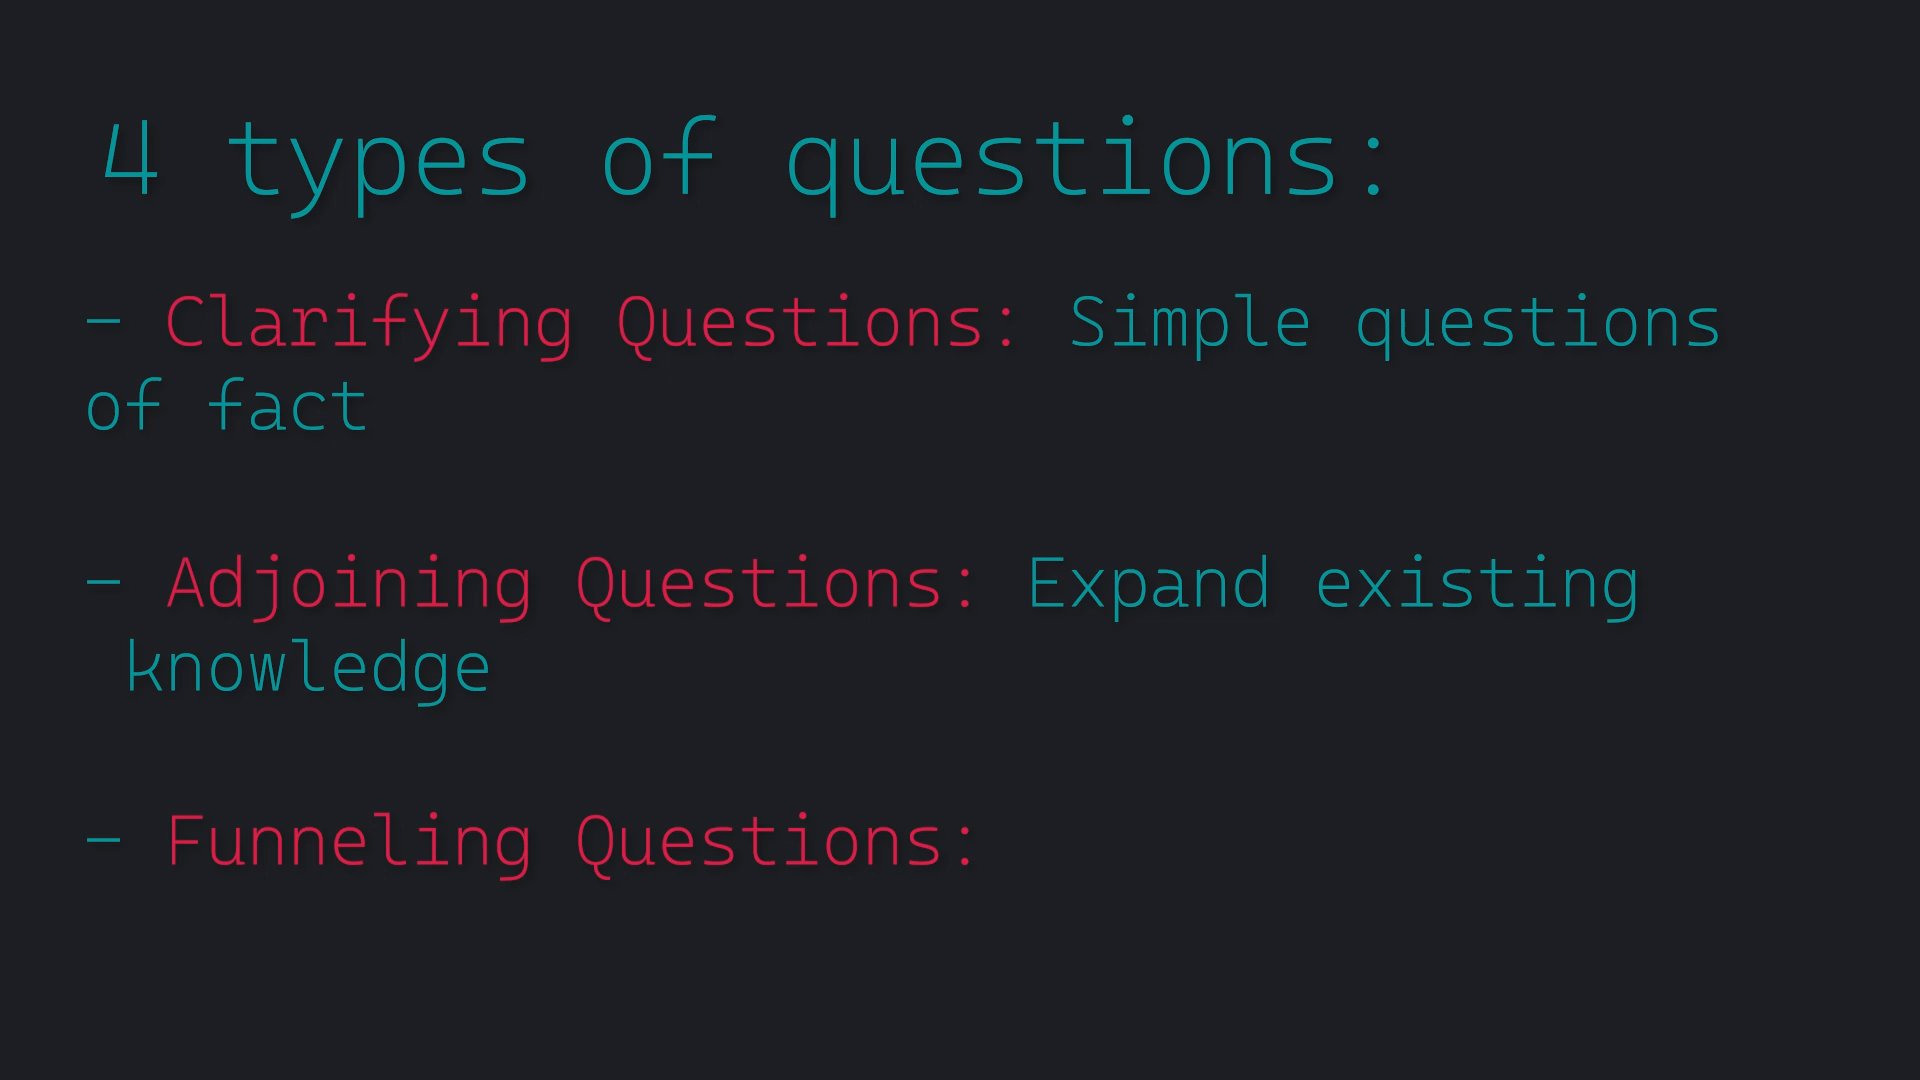 4 types of questions:
- Clarifying Questions: Simple questions
of fact
- Adjoining Questions: Expand existing
knowledge
- Funneling Questions: